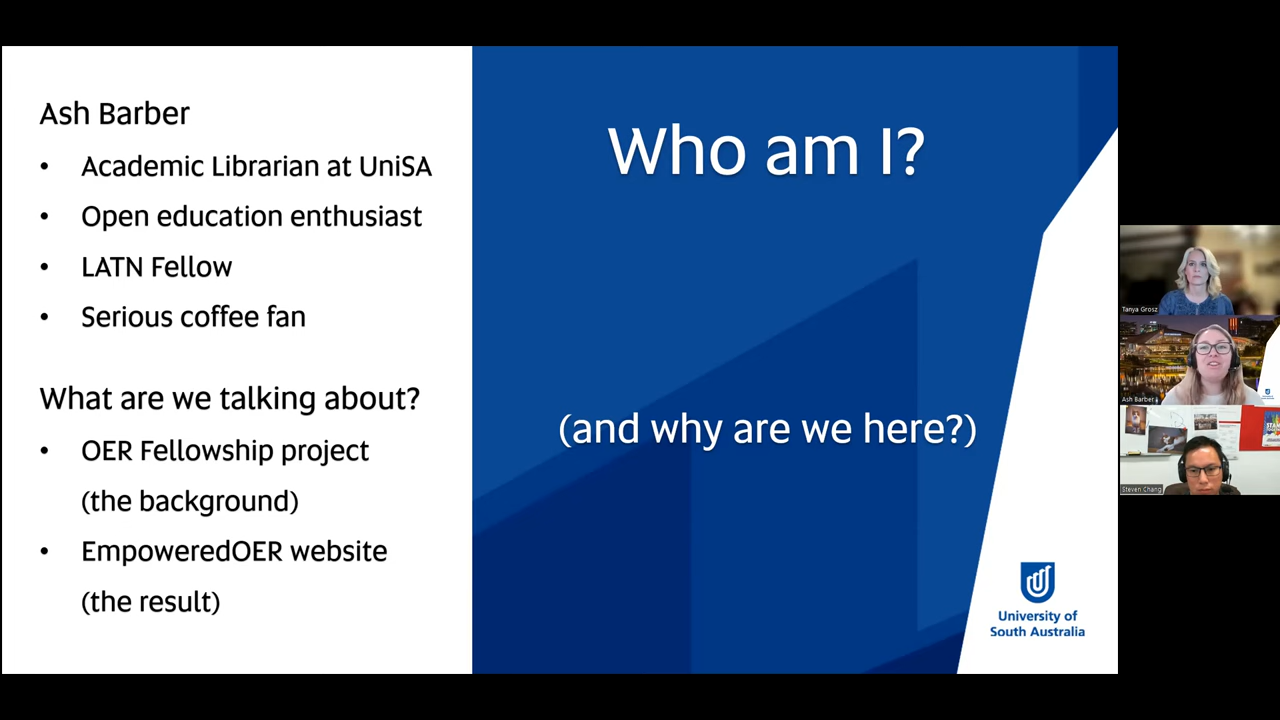 Ash Barber
• Academic Librarian at UniSA
• Open education enthusiast
• LATN Fellow
• Serious coffee fan
What are we talking about?
• OER Fellowship project
(the background)
• EmpoweredOER website
(the result)
Who am I?
(and why are we here?)
University of
South Australia
Tanya Grosz
Ash Barber
Steven Chang